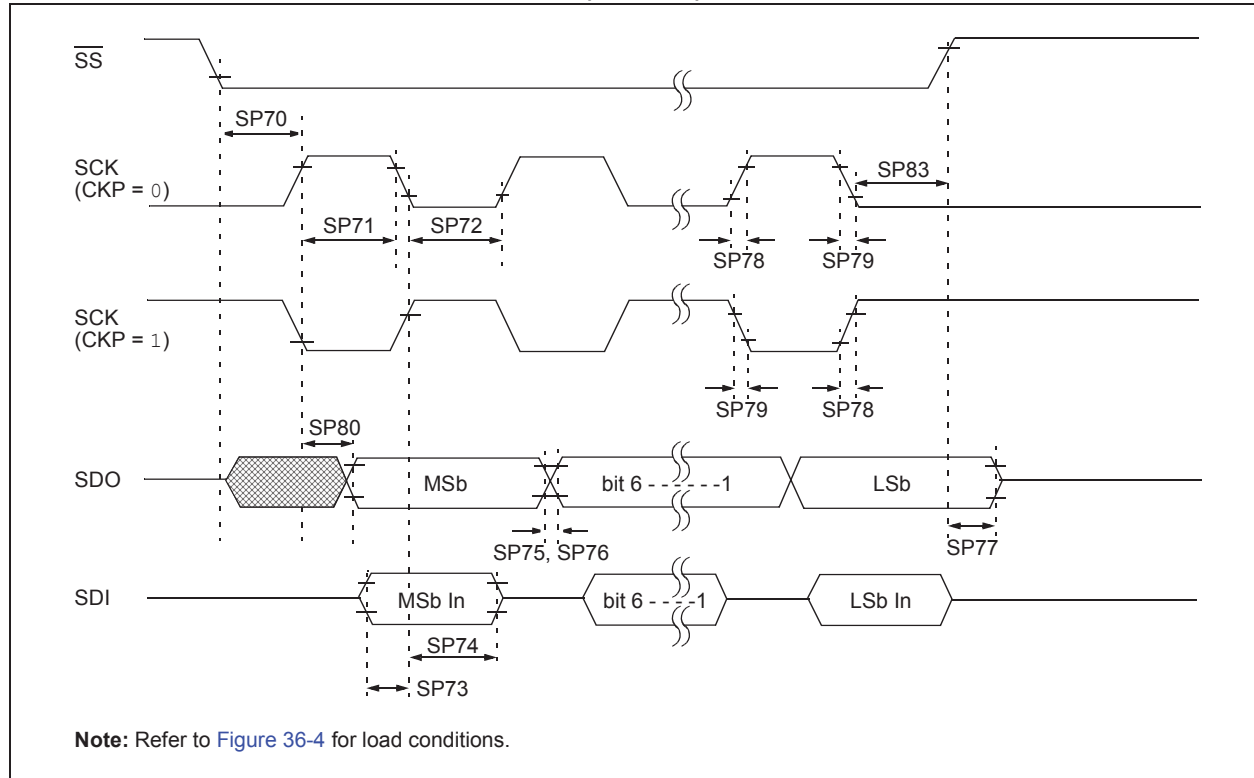 SS
SP70
SCK
(CKP = 0)
SP83
SP71
SP72
SP78
SP79
SCK
(CKP = 1)
SP79
SP78
SP80
SDO
MSb
bit 6 - - - - - -1
LSb
SP75, SP76
SP77
SDI
MSb In
bit 6 - - - -1
LSb In
SP74
SP73
Note: Refer to Figure 36-4 for load conditions.